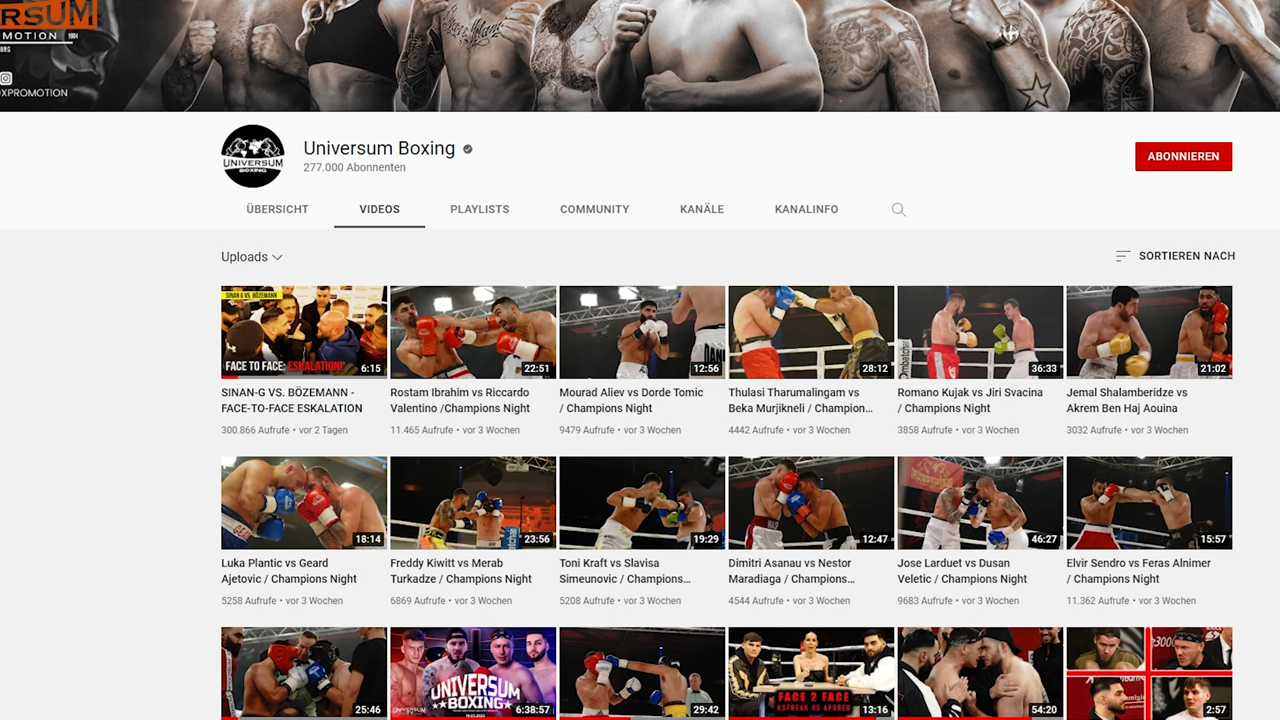 RSUM
MOTION 1984
URG
OXPROMOTION
UNIVERSUM
BOXING
Universum Boxing
277.000 Abonnenten
ABONNIEREN
ÜBERSICHT
VIDEOS
PLAYLISTS
COMMUNITY
KANÄLE
KANALINFO
Uploads
SORTIEREN NACH
SINAN G VS. BÖZEMANN
FACE TO FACE: ESKALATION!
6:15
22:51
DAN
12:56
28:12
ombatcher
36:33
21:02
SINAN-G VS. BÖZEMANN -
FACE-TO-FACE ESKALATION
300.866 Aufrufe • vor 2 Tagen
Rostam Ibrahim vs Riccardo
Valentino /Champions Night
11.465 Aufrufe • vor 3 Wochen
Mourad Aliev vs Dorde Tomic
/ Champions Night
9479 Aufrufe • vor 3 Wochen
Thulasi Tharumalingam vs
Beka Murjikneli / Champion...
4442 Aufrufe • vor 3 Wochen
Romano Kujak vs Jiri Svacina
/ Champions Night
3858 Aufrufe • vor 3 Wochen
Jemal Shalamberidze vs
Akrem Ben Haj Aouina
3032 Aufrufe • vor 3 Wochen
18:14
23:56
19:29
12:47
46:27
15:57
Luka Plantic vs Geard
Ajetovic / Champions Night
5258 Aufrufe • vor 3 Wochen
Freddy Kiwitt vs Merab
Turkadze / Champions Night
6869 Aufrufe • vor 3 Wochen
Toni Kraft vs Slavisa
Simeunovic / Champions...
5208 Aufrufe • vor 3 Wochen
Dimitri Asanau vs Nestor
Maradiaga / Champions...
4544 Aufrufe • vor 3 Wochen
Jose Larduet vs Dusan
Veletic / Champions Night
9683 Aufrufe • vor 3 Wochen
Elvir Sendro vs Feras Alnimer
/ Champions Night
11.362 Aufrufe • vor 3 Wochen
25:46
UNIVERSUM
BOXING
6:38:57
29:42
FACE 2 FACE
KSFREAK VS APORED
13:16
54:20
2:57